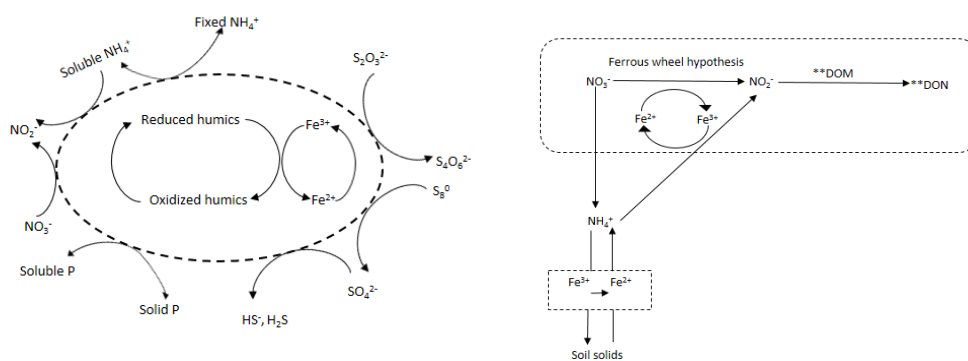 Fixed NH₄⁺
Soluble NH₄⁺
S₂O₃²⁻
NO₂⁻
Reduced humics
Fe³⁺
S₄O₆²⁻
S₈⁰
Oxidized humics
Fe²⁺
NO₃⁻
Soluble P
Solid P
SO₄²⁻
HS⁻, H₂S
Ferrous wheel hypothesis
NO₃⁻
NO₂⁻
**DOM
**DON
Fe²⁺
Fe³⁺
NH₄⁺
Fe³⁺
Fe²⁺
Soil solids